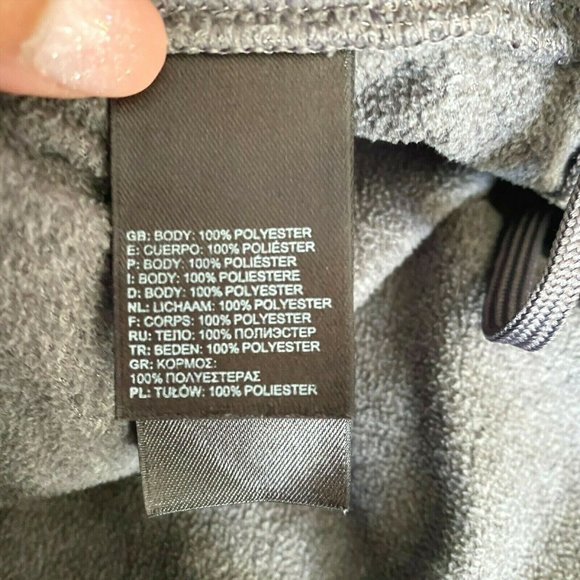 GB: BODY: 100% POLYESTER
E: CUERPO: 100% POLIÉSTER
P: BODY: 100% POLIÉSTER
I: BODY: 100% POLIESTERE
D: BODY: 100% POLYESTER
NL: LICHAAM: 100% POLYESTER
F: CORPS: 100% POLYESTER
RU: ТЕЛО: 100% ПОЛИЭСТЕР
TR: BEDEN: 100% POLYESTER
GR: ΚΟΡΜΟΣ:
100% ΠΟΛΥΕΣΤΕΡΑΣ
PL: TUŁÓW: 100% POLIESTER